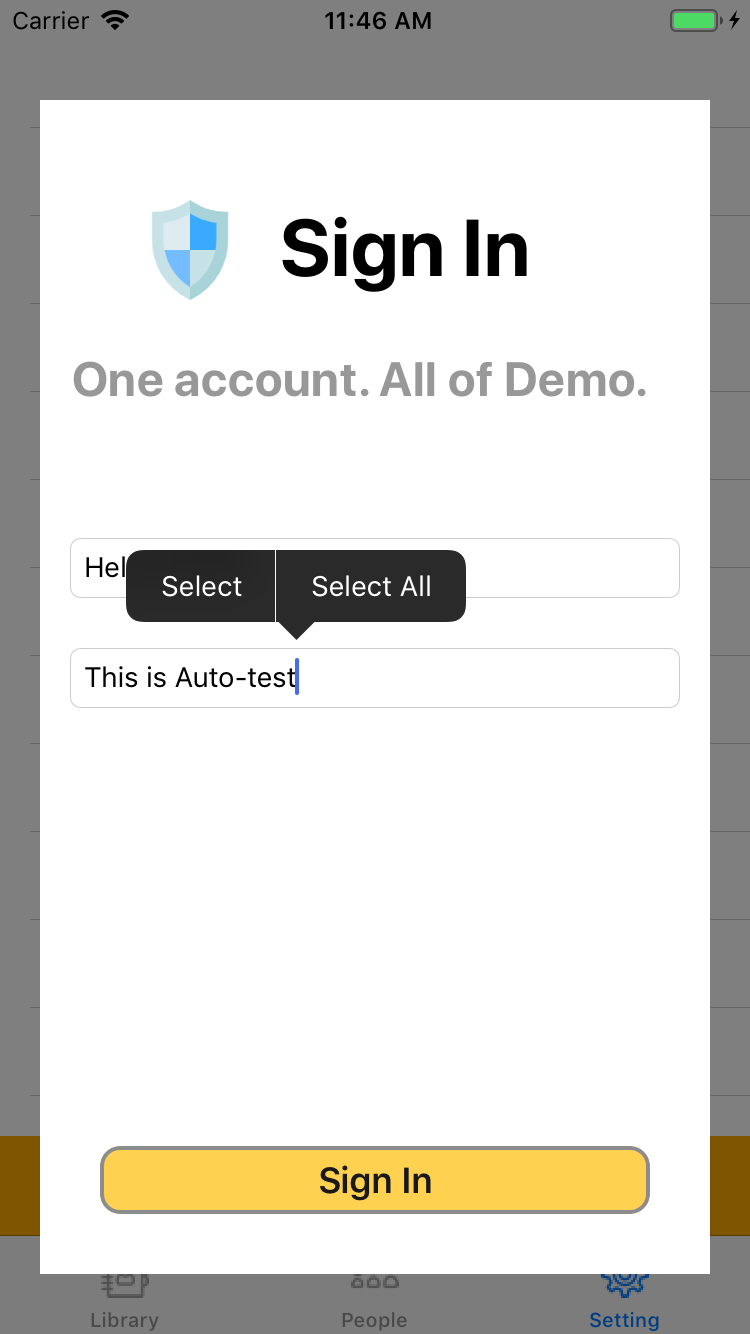 Carrier 11:46 AM
Sign In
One account. All of Demo.
Hel
Select Select All
This is Auto-test
Sign In
Library People Setting